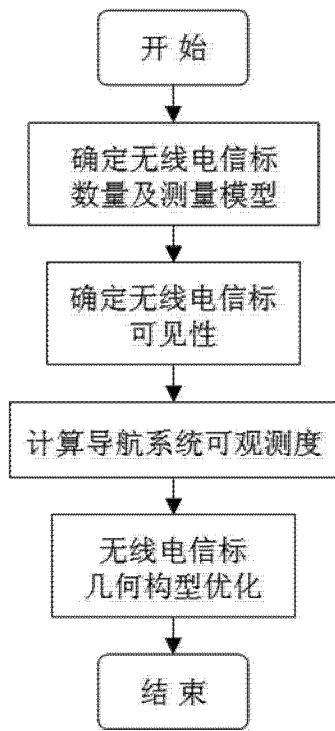 开 始
确定无线电信标
数量及测量模型
确定无线电信标
可见性
计算导航系统可观测度
无线电信标
几何构型优化
结 束